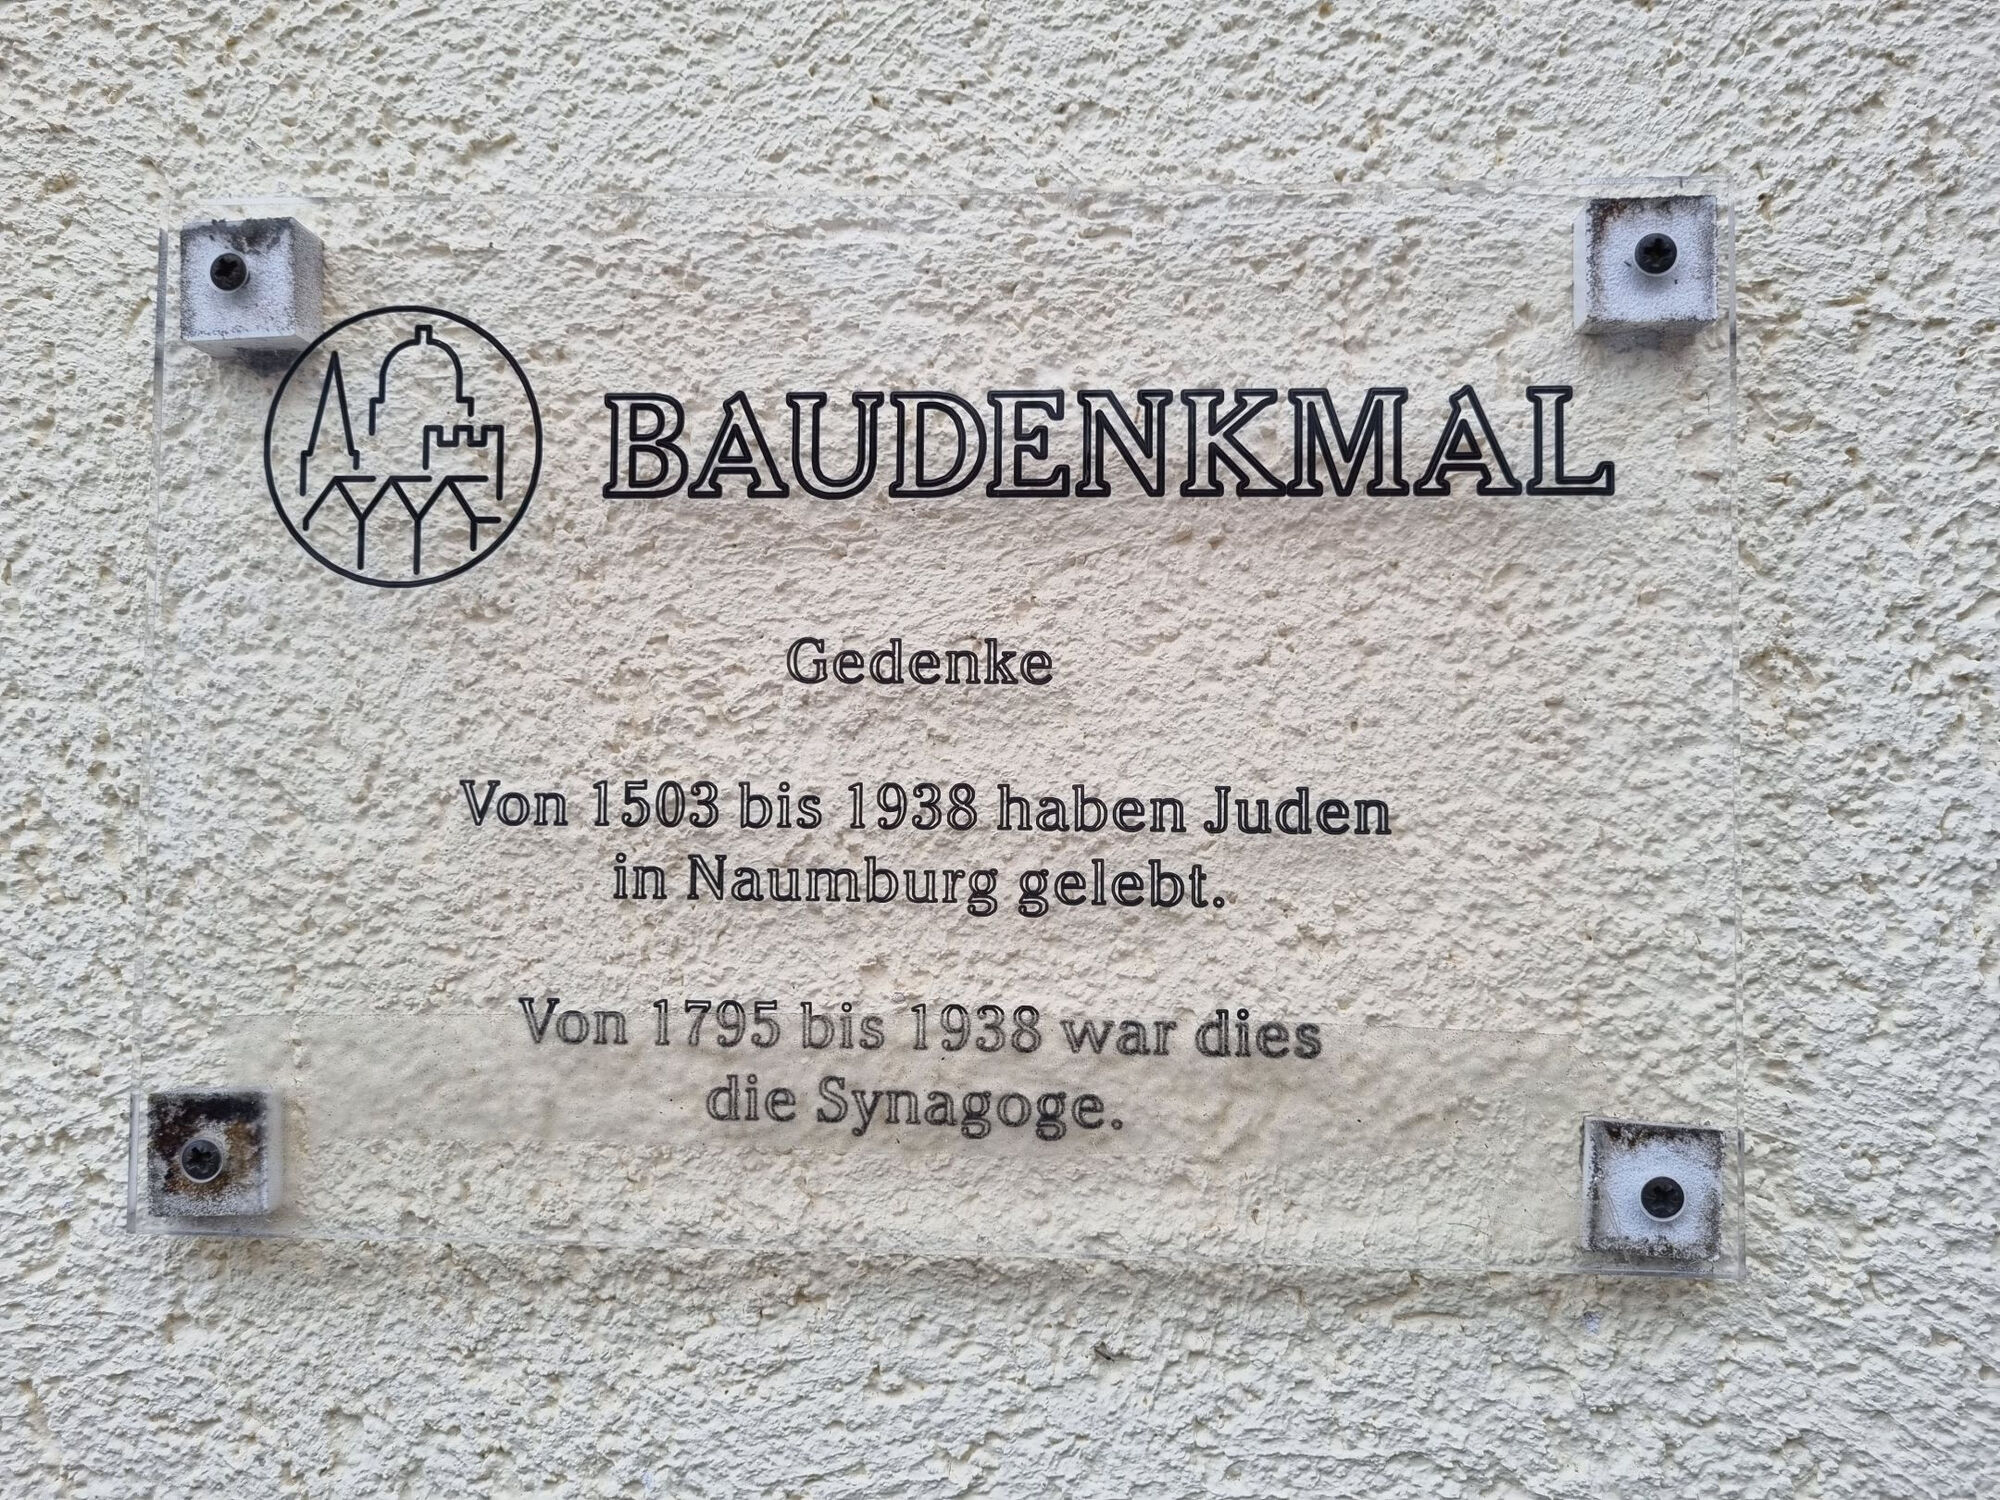 BAUDENKMAL
Gedenke
Von 1503 bis 1938 haben Juden
in Naumburg gelebt.
Von 1795 bis 1938 war dies
die Synagoge.